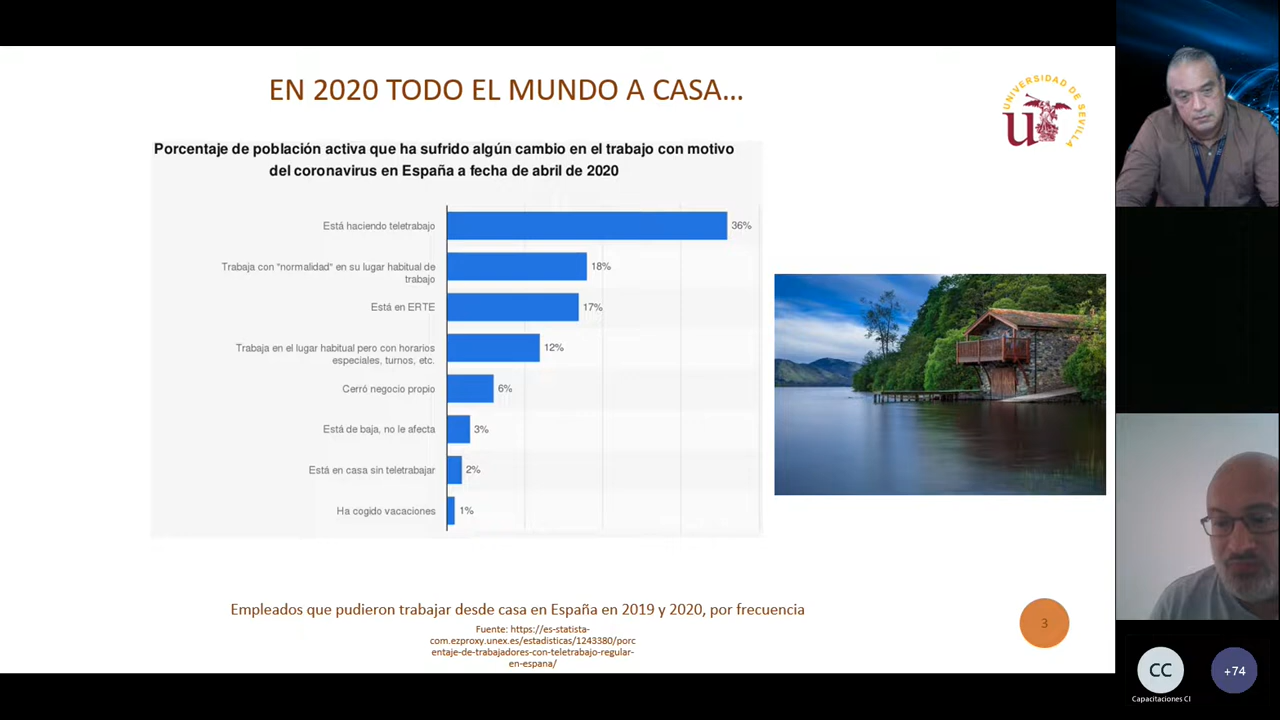 EN 2020 TODO EL MUNDO A CASA...
UNIVERSIDAD DE SEVILLA
Porcentaje de población activa que ha sufrido algún cambio en el trabajo con motivo
del coronavirus en España a fecha de abril de 2020
Está haciendo teletrabajo
36%
Trabaja con "normalidad" en su lugar habitual de
trabajo
18%
Está en ERTE
17%
Trabaja en el lugar habitual pero con horarios
especiales, turnos, etc.
12%
Cerró negocio propio
6%
Está de baja, no le afecta
3%
Está en casa sin teletrabajar
2%
Ha cogido vacaciones
1%
Empleados que pudieron trabajar desde casa en España en 2019 y 2020, por frecuencia
Fuente: https://es-statista-
com.ezproxy.unex.es/estadisticas/1243380/porc
entaje-de-trabajadores-con-teletrabajo-regular-
en-espana/
3
CC
+74
Capacitaciones CI